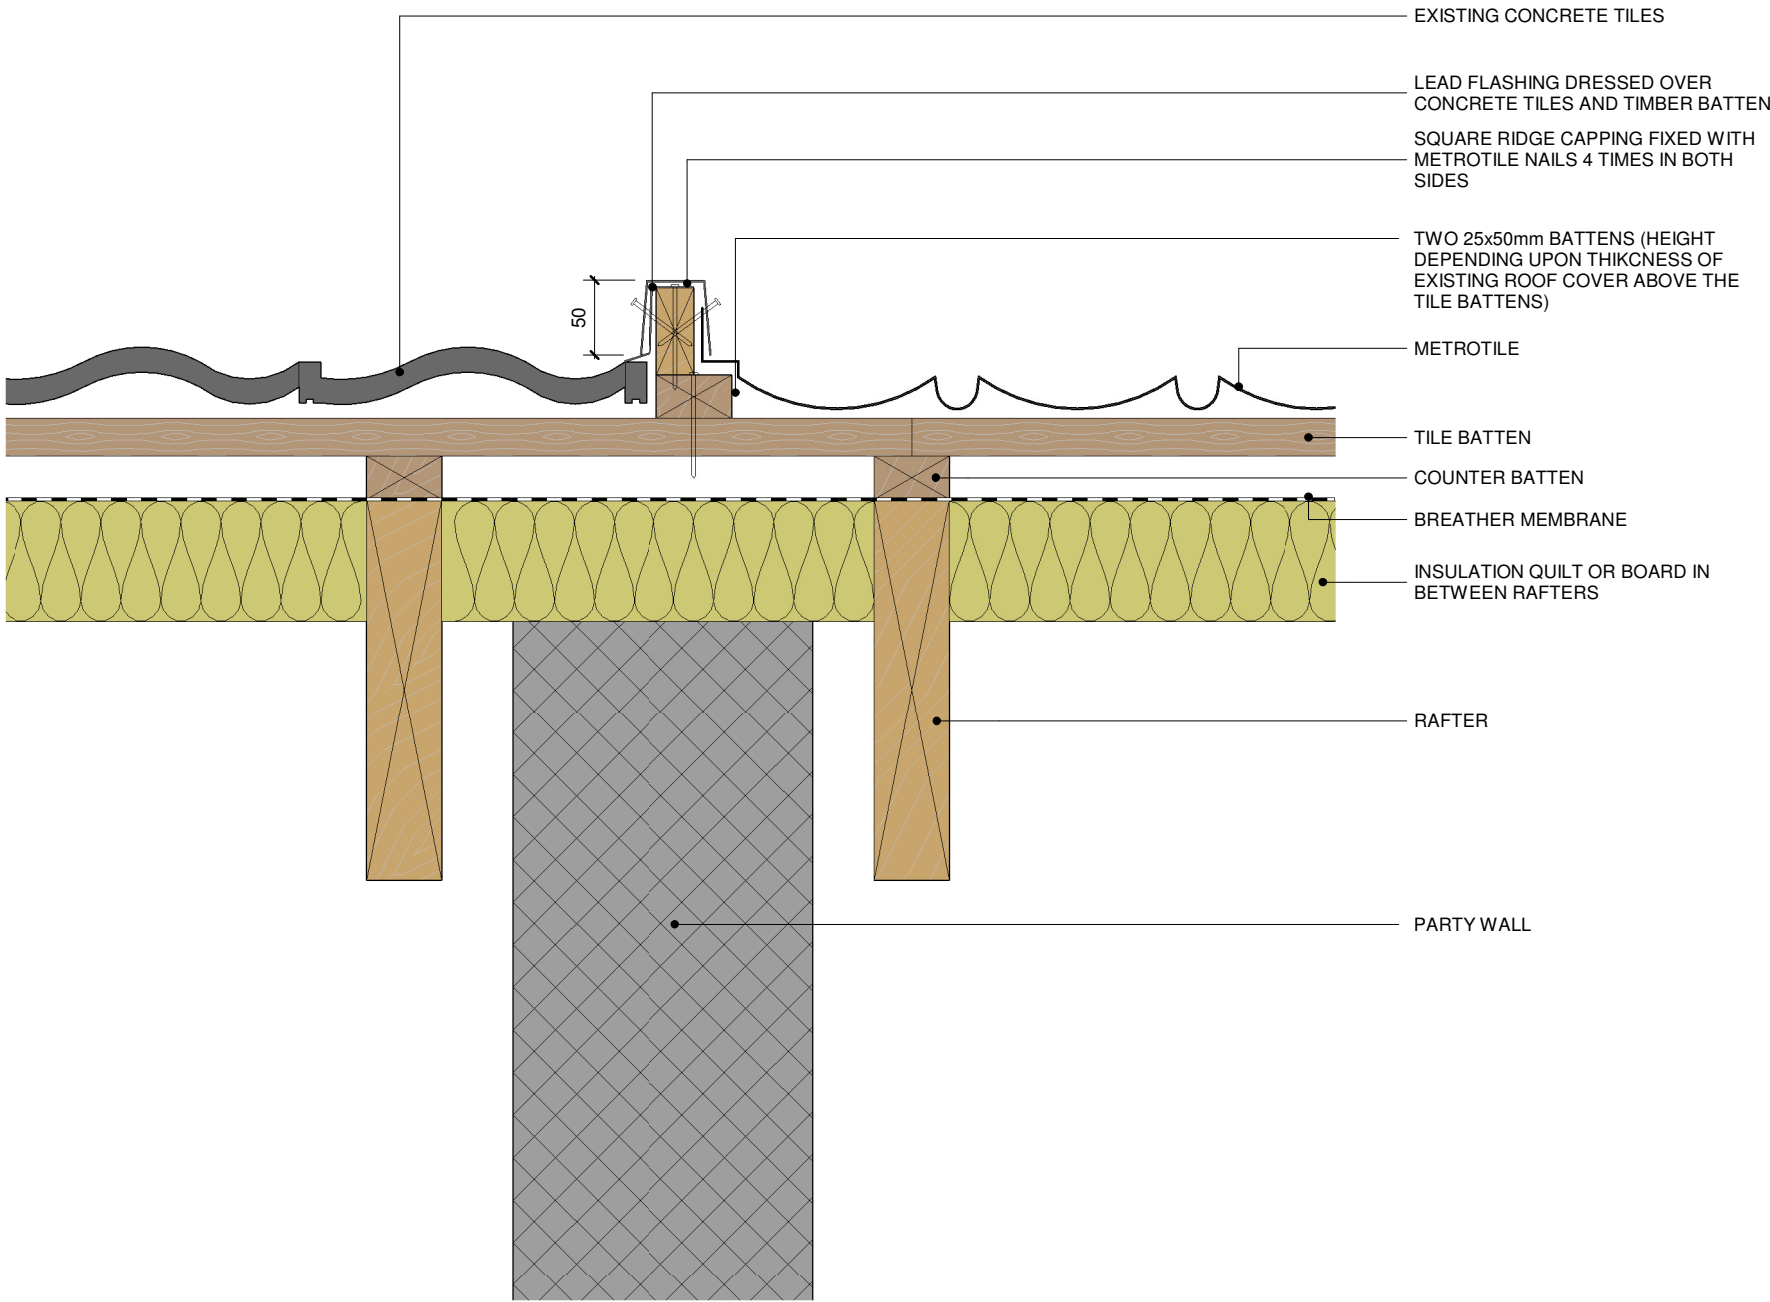 EXISTING CONCRETE TILES
LEAD FLASHING DRESSED OVER
CONCRETE TILES AND TIMBER BATTEN
SQUARE RIDGE CAPPING FIXED WITH
METROTILE NAILS 4 TIMES IN BOTH
SIDES
TWO 25x50mm BATTENS (HEIGHT
DEPENDING UPON THIKCNESS OF
EXISTING ROOF COVER ABOVE THE
TILE BATTENS)
50
METROTILE
TILE BATTEN
COUNTER BATTEN
BREATHER MEMBRANE
INSULATION QUILT OR BOARD IN
BETWEEN RAFTERS
RAFTER
PARTY WALL